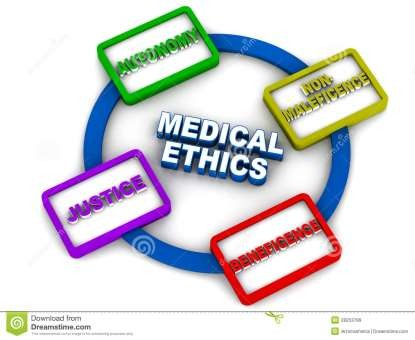 AUTONOMY
NON-
MALEFICENCE
MEDICAL
ETHICS
JUSTICE
BENEFICENCE
Download from
Dreamstime.com